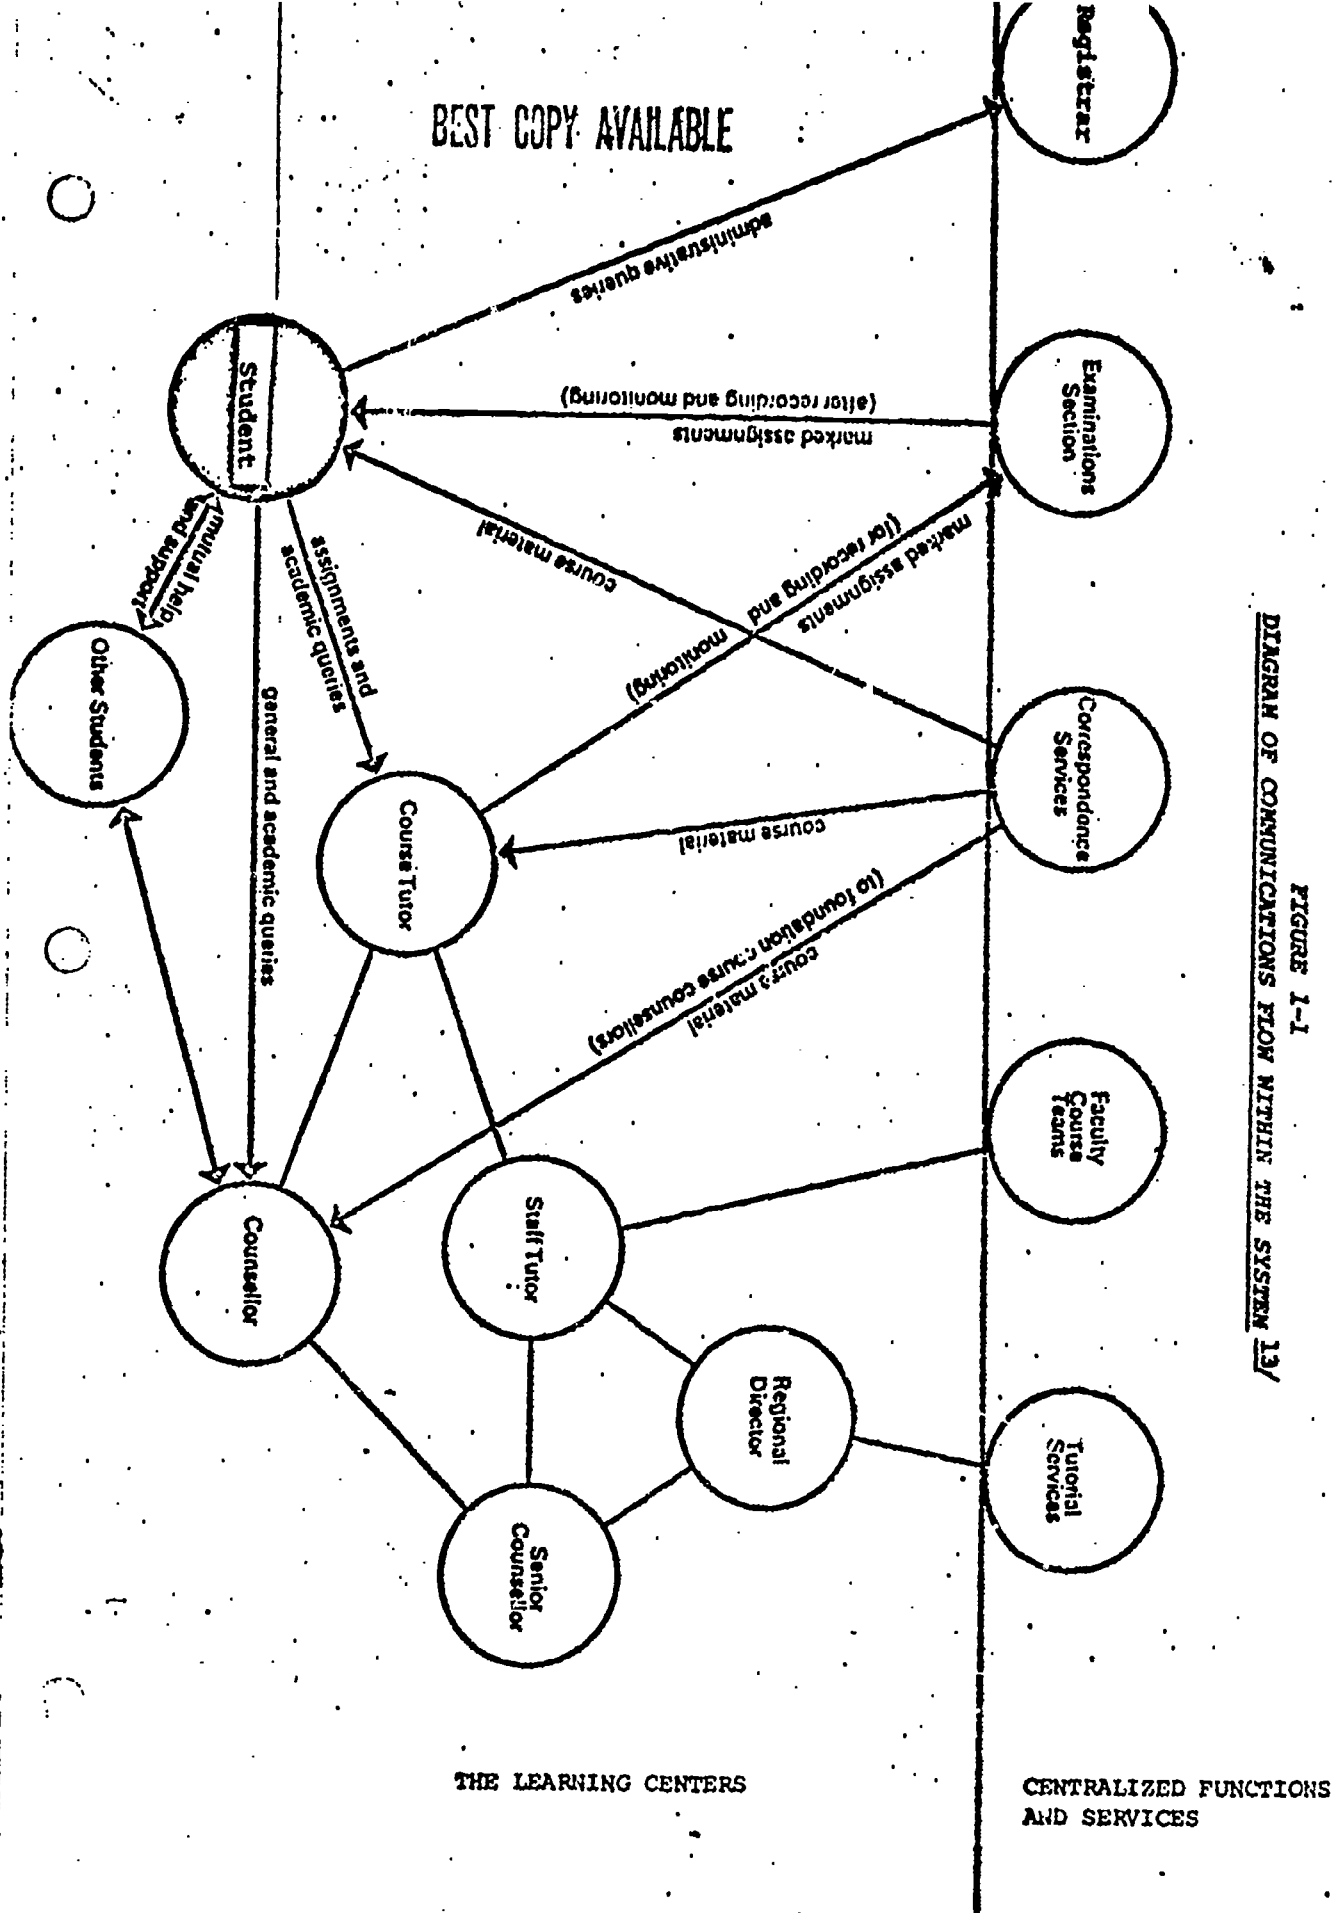 FIGURE 1-1
DIAGRAM OF COMMUNICATIONS FLOW WITHIN THE SYSTEM 13/
Registrar
Examinations
Section
Correspondence
Services
Faculty
Course
Teams
Tutorial
Services
CENTRALIZED FUNCTIONS
AND SERVICES
BEST COPY AVAILABLE
administrative queries
(after recording and monitoring)
marked assignments
course material
marked assignments
(for recording and
monitoring)
course material
course material
(to foundation course counsellors)
Student
assignments and
academic queries
mutual help
and support
general and academic queries
Other Students
Course Tutor
Counsellor
Staff Tutor
Regional
Director
Senior
Counsellor
THE LEARNING CENTERS